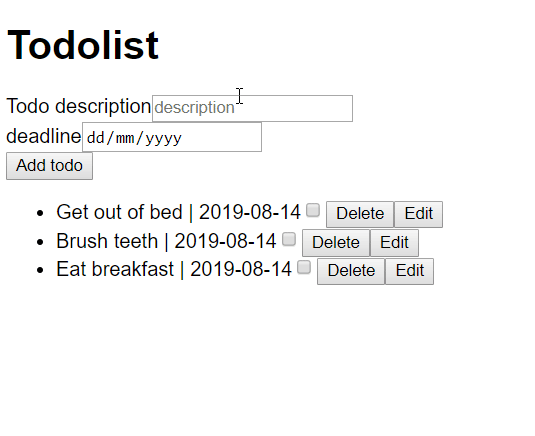 Todolist
Todo description description
deadline dd/mm/yyyy
Add todo
Get out of bed | 2019-08-14 Delete Edit
Brush teeth | 2019-08-14 Delete Edit
Eat breakfast | 2019-08-14 Delete Edit